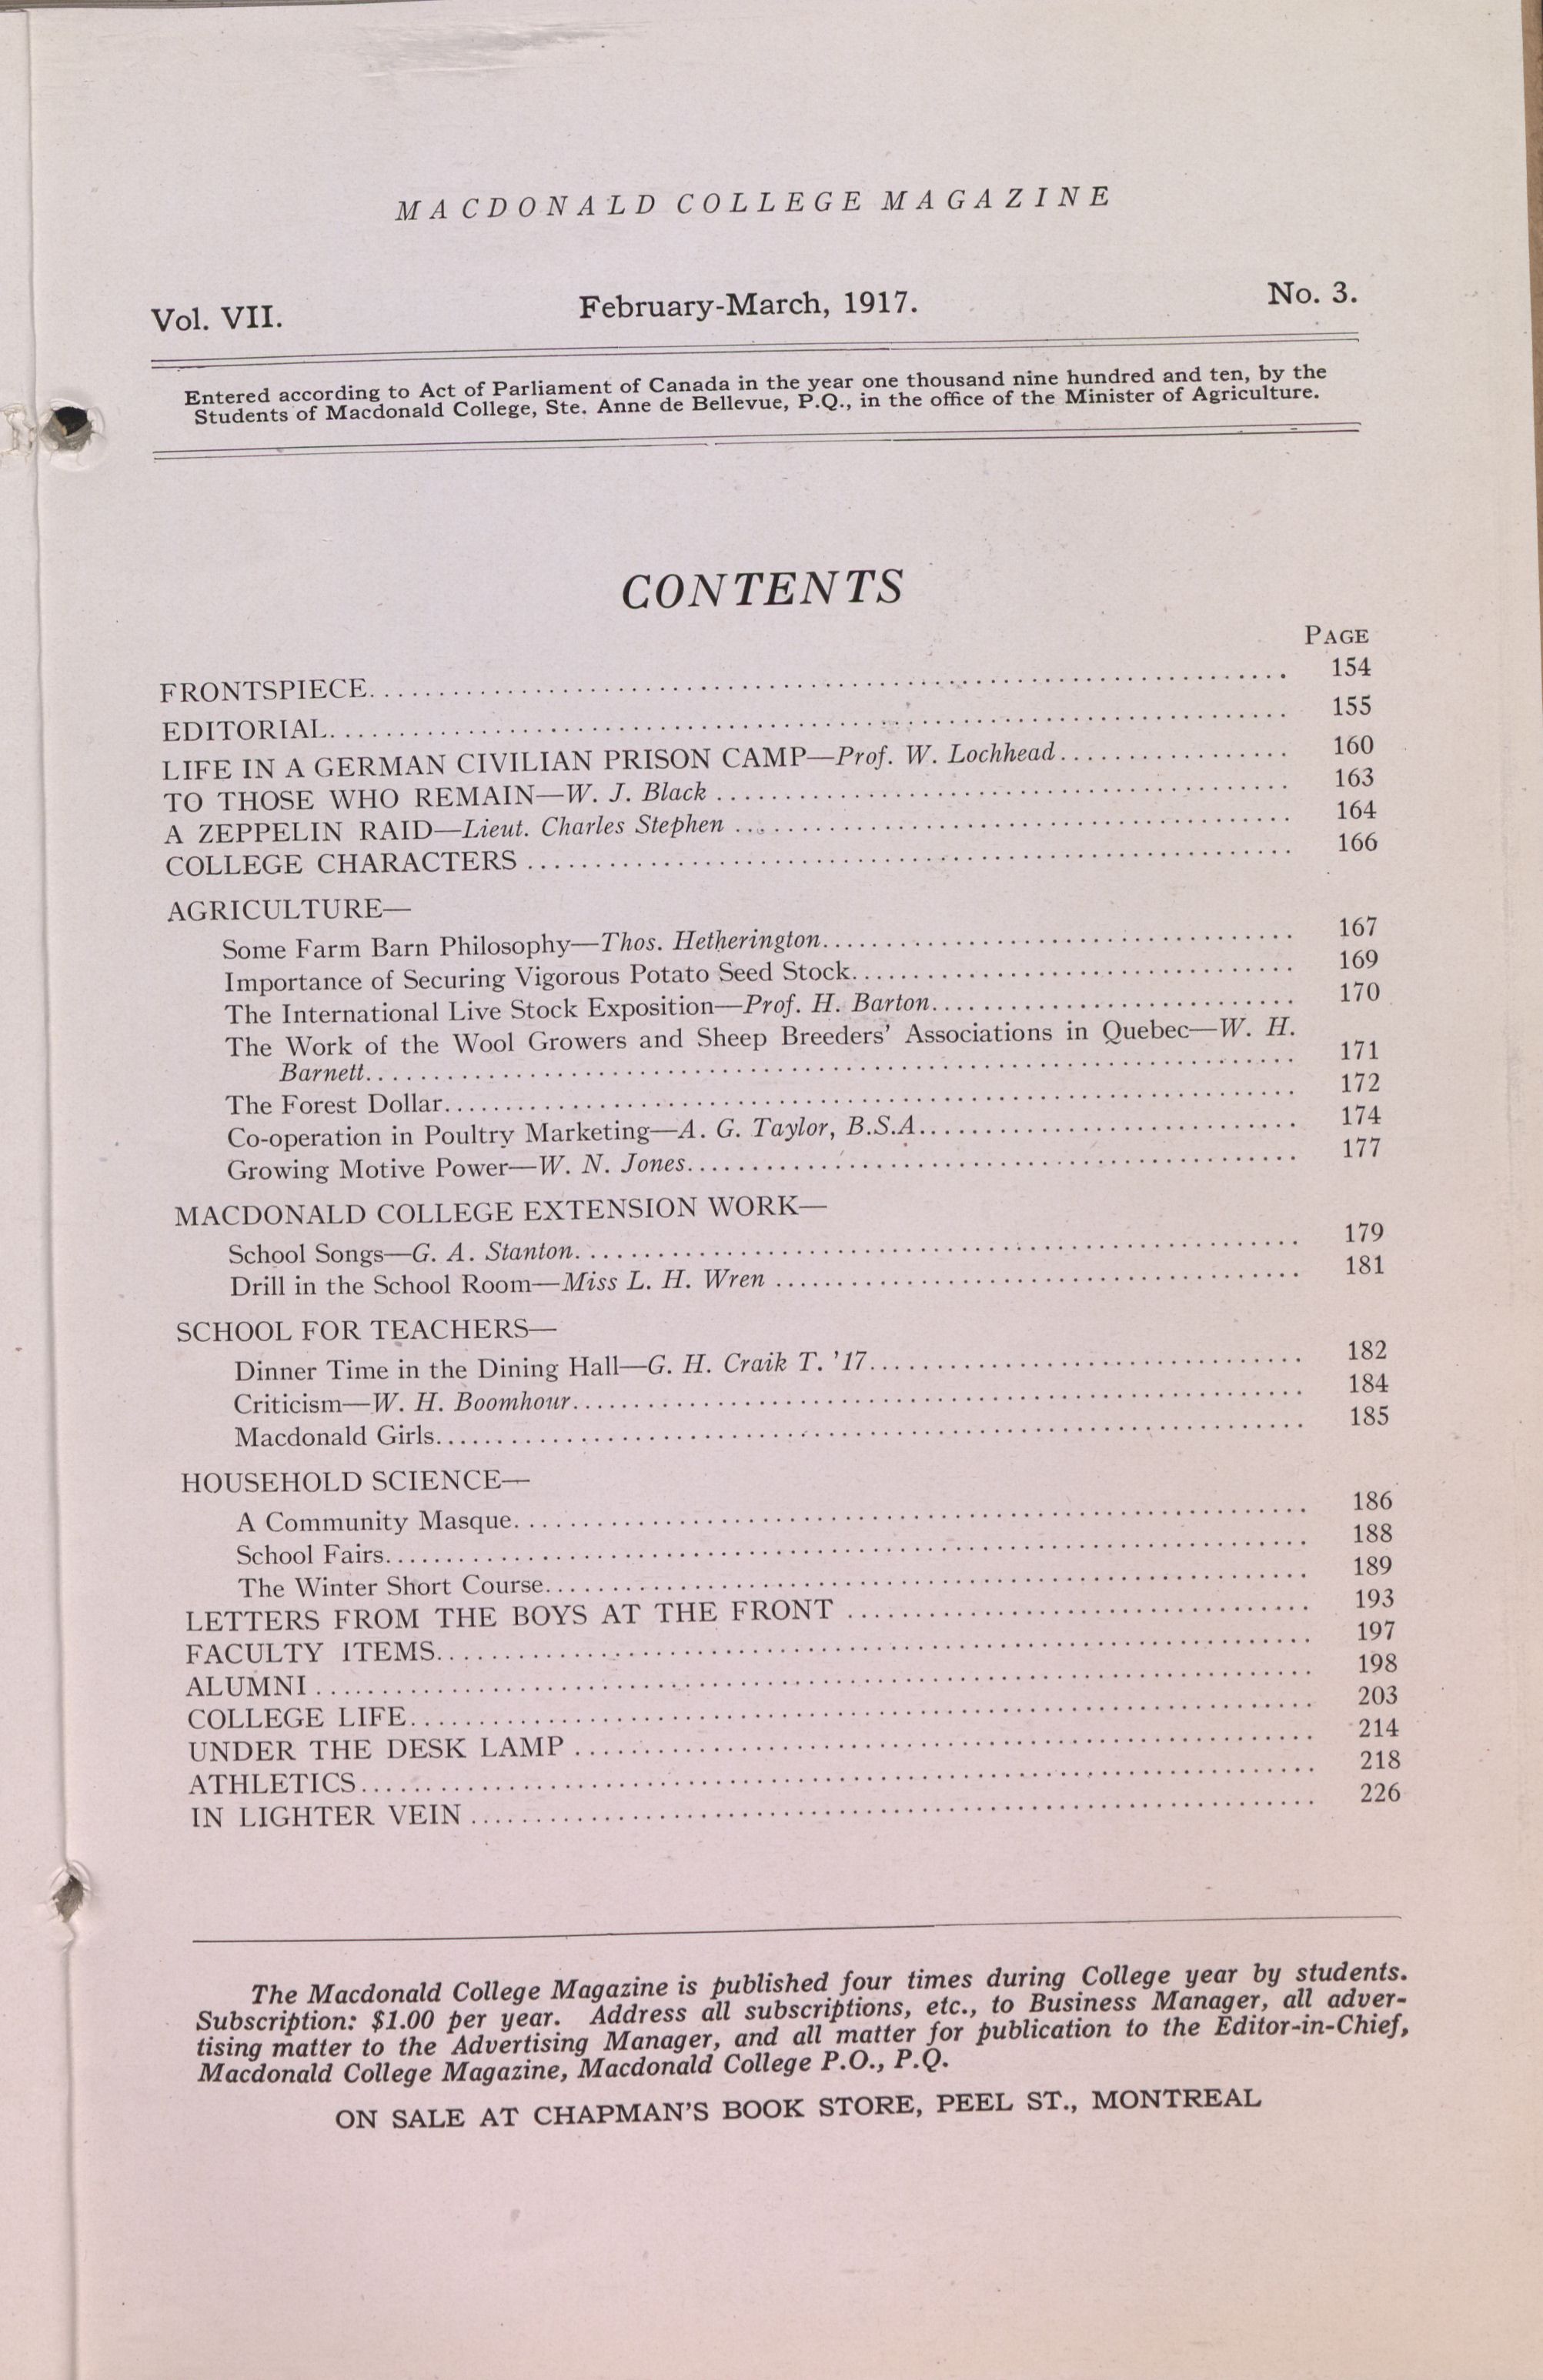 MACDONALD COLLEGE MAGAZINE
Vol. VII. February-March, 1917. No. 3.
Entered according to Act of Parliament of Canada in the year one thousand nine hundred and ten, by the
Students of Macdonald College, Ste. Anne de Bellevue, P.Q., in the office of the Minister of Agriculture.
CONTENTS
PAGE
FRONTSPIECE. 154
EDITORIAL. 155
LIFE IN A GERMAN CIVILIAN PRISON CAMP—Prof. W. Lochhead 160
TO THOSE WHO REMAIN—W. J. Black 163
A ZEPPELIN RAID—Lieut. Charles Stephen 164
COLLEGE CHARACTERS 166
AGRICULTURE—
Some Farm Barn Philosophy—Thos. Hetherington 167
Importance of Securing Vigorous Potato Seed Stock 169
The International Live Stock Exposition—Prof. H. Barton 170
The Work of the Wool Growers and Sheep Breeders' Associations in Quebec—W. H.
Barnett 171
The Forest Dollar 172
Co-operation in Poultry Marketing—A. G. Taylor, B.S.A. 174
Growing Motive Power—W. N. Jones 177
MACDONALD COLLEGE EXTENSION WORK—
School Songs—G. A. Stanton 179
Drill in the School Room—Miss L. H. Wren 181
SCHOOL FOR TEACHERS—
Dinner Time in the Dining Hall—G. H. Craik T. '17 182
Criticism—W. H. Boomhour 184
Macdonald Girls 185
HOUSEHOLD SCIENCE—
A Community Masque 186
School Fairs 188
The Winter Short Course 189
LETTERS FROM THE BOYS AT THE FRONT 193
FACULTY ITEMS 197
ALUMNI 198
COLLEGE LIFE 203
UNDER THE DESK LAMP 214
ATHLETICS 218
IN LIGHTER VEIN 226
The Macdonald College Magazine is published four times during College year by students.
Subscription: $1.00 per year. Address all subscriptions, etc., to Business Manager, all adver-
tising matter to the Advertising Manager, and all matter for publication to the Editor-in-Chief,
Macdonald College Magazine, Macdonald College P.O., P.Q.
ON SALE AT CHAPMAN'S BOOK STORE, PEEL ST., MONTREAL